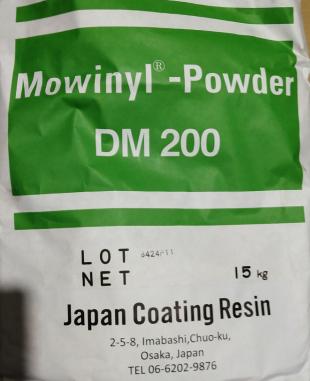 Mowinyl®-Powder
DM 200
LOT
NET 15 kg
Japan Coating Resin
2-5-8, Imabashi,Chuo-ku,
Osaka, Japan
TEL 06-6202-9876